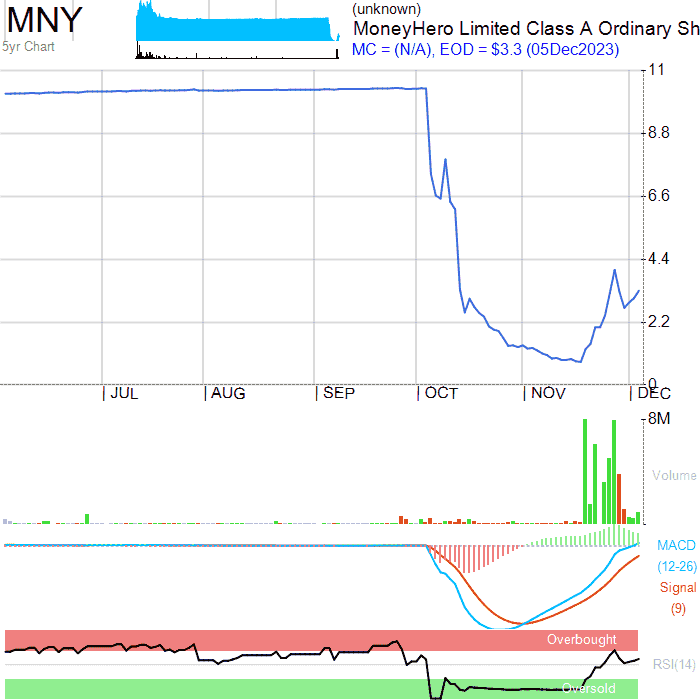 MNY
5yr Chart
(unknown)
MoneyHero Limited Class A Ordinary Sh
MC = (N/A), EOD = $3.3 (05Dec2023)
11
8.8
6.6
4.4
2.2
0
JUL AUG SEP OCT NOV DEC
8M
Volume
MACD
(12-26)
Signal
(9)
Overbought
RSI(14)
Oversold